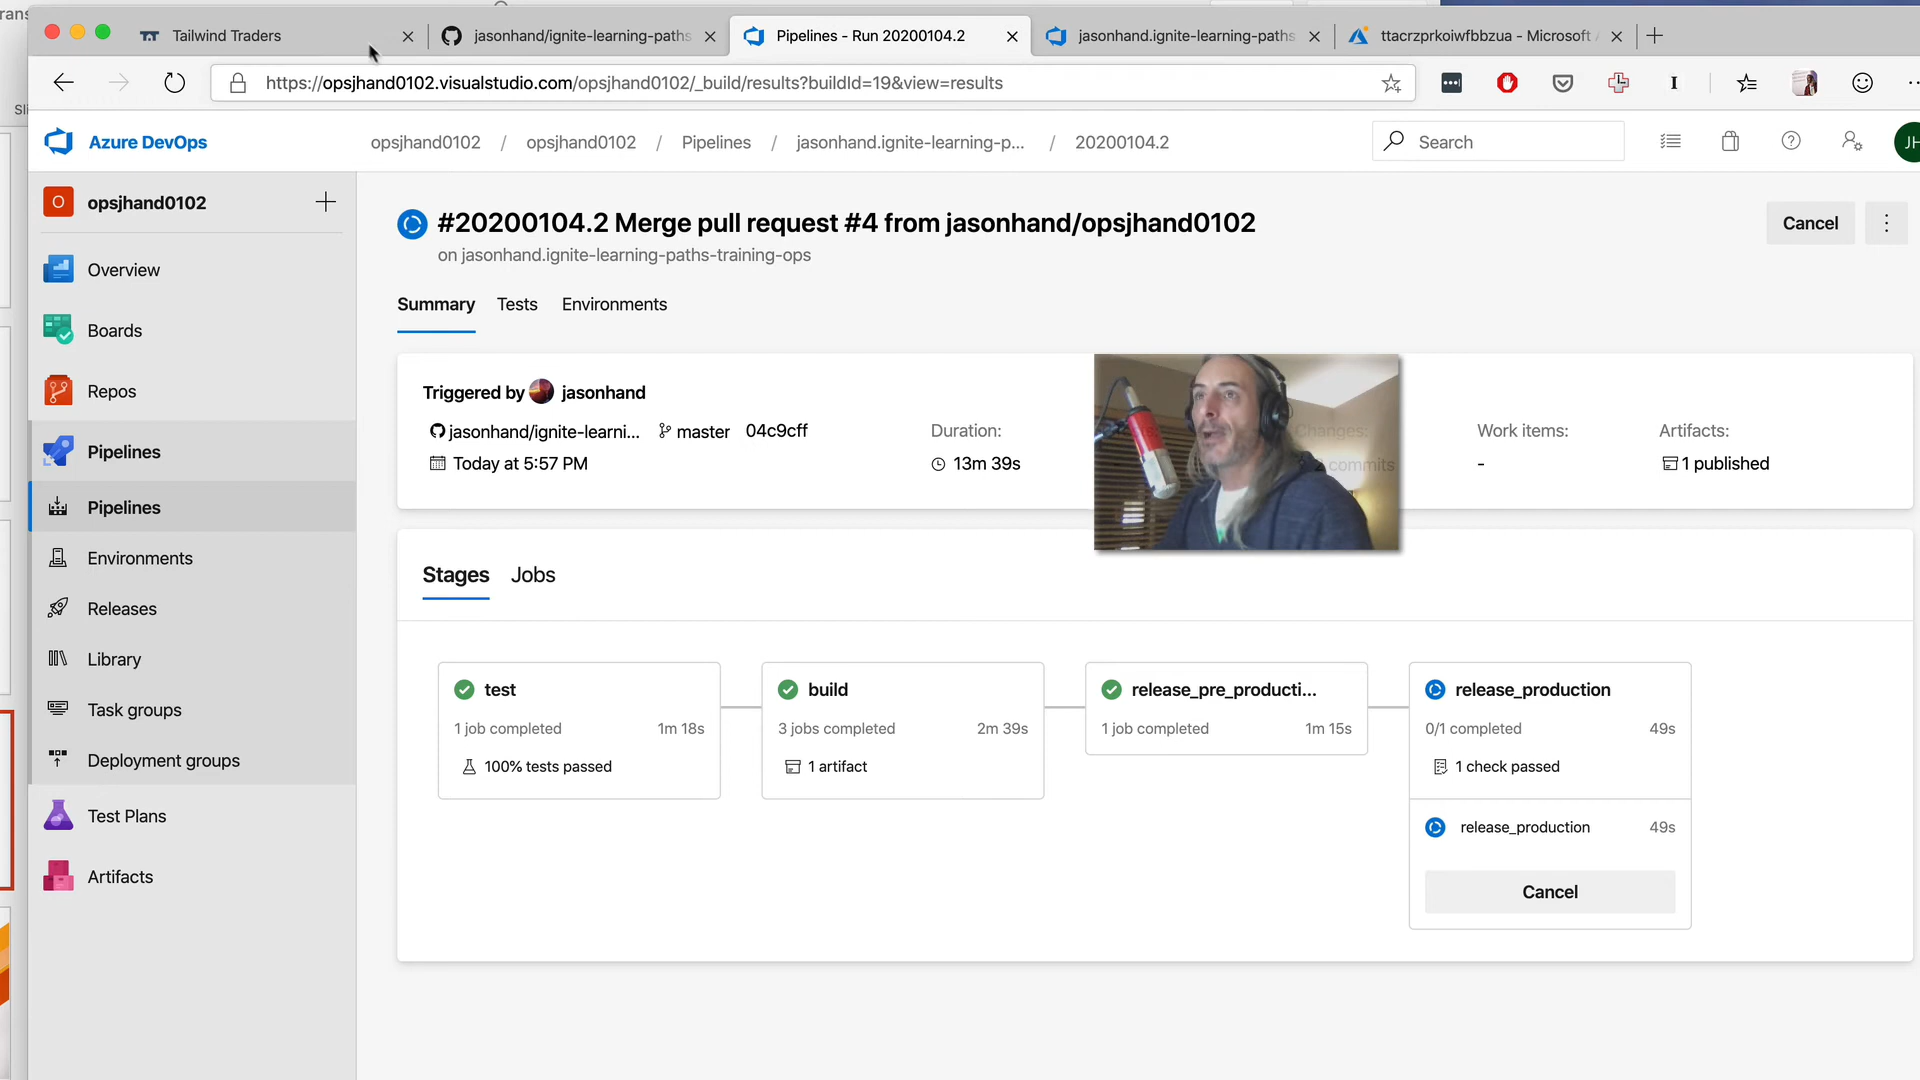 rans
Tailwind Traders
jasonhand/ignite-learning-paths
Pipelines - Run 20200104.2
jasonhand.ignite-learning-paths
ttacrzprkoiwfbbzua - Microsoft A
Sli
https://opsjhand0102.visualstudio.com/opsjhand0102/_build/results?buildId=19&view=results
Azure DevOps
opsjhand0102 / opsjhand0102 / Pipelines / jasonhand.ignite-learning-p... / 20200104.2
Search
JH
O opsjhand0102
Overview
Boards
Repos
Pipelines
Pipelines
Environments
Releases
Library
Task groups
Deployment groups
Test Plans
Artifacts
#20200104.2 Merge pull request #4 from jasonhand/opsjhand0102
on jasonhand.ignite-learning-paths-training-ops
Cancel
Summary Tests Environments
Triggered by jasonhand
jasonhand/ignite-learni... master 04c9cff
Today at 5:57 PM
Duration:
13m 39s
Changes:
2 commits
Work items:
-
Artifacts:
1 published
Stages Jobs
test
1 job completed 1m 18s
100% tests passed
build
3 jobs completed 2m 39s
1 artifact
release_pre_producti...
1 job completed 1m 15s
release_production
0/1 completed 49s
1 check passed
release_production 49s
Cancel